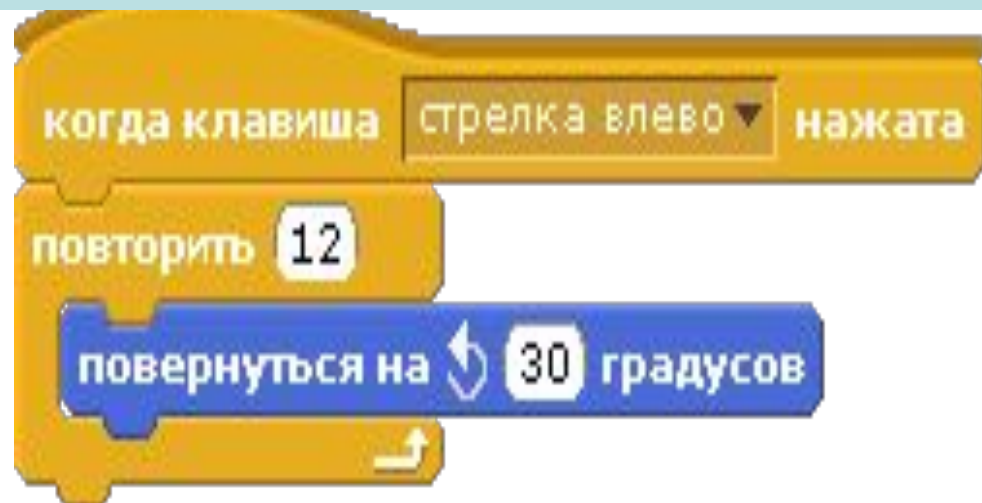 когда клавиша стрелка влево нажата
повторить 12
повернуться на 30 градусов